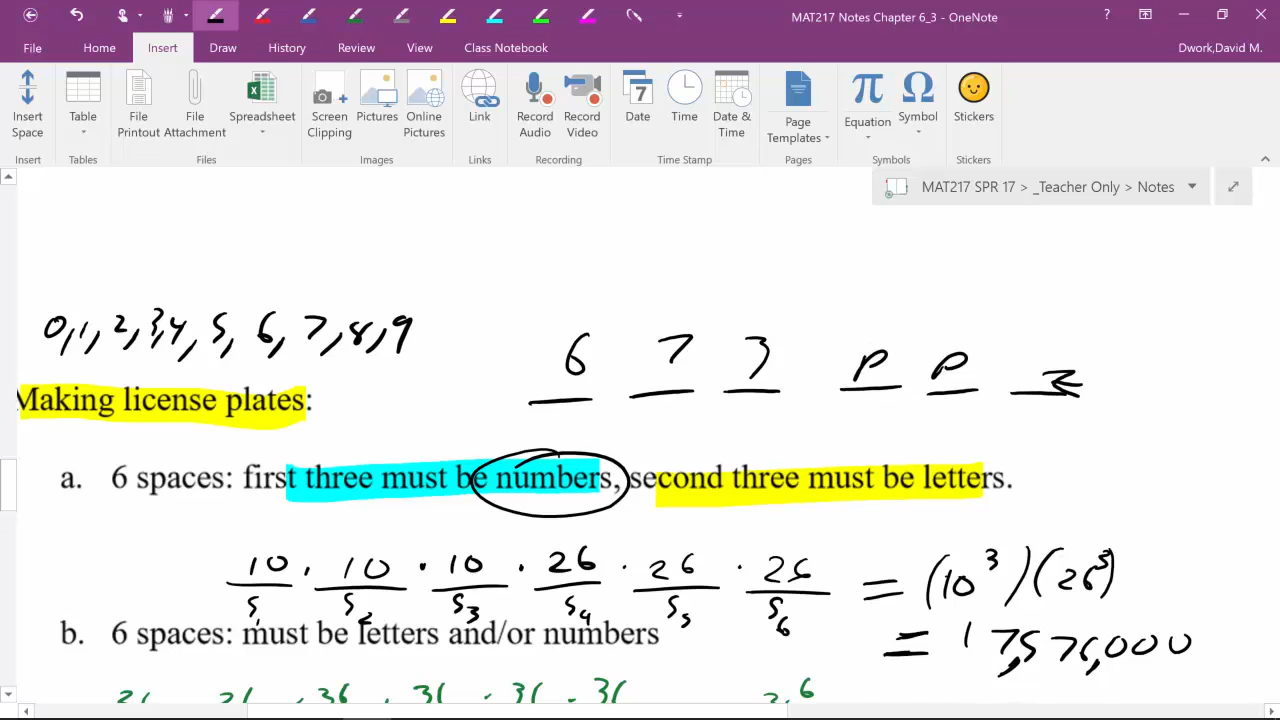 MAT217 Notes Chapter 6_3 - OneNote
?
File Home Insert Draw History Review View Class Notebook Dwork,David M.
Insert Space
Table
File Printout
File Attachment
Spreadsheet
Screen Clipping
Pictures
Online Pictures
Link
Record Audio
Record Video
7
Date
Time
Date & Time
Page Templates
π
Equation
Ω
Symbol
Stickers
Insert Tables Files Images Links Recording Time Stamp Pages Symbols Stickers
MAT217 SPR 17 > _Teacher Only > Notes
0,1,2,3,4,5,6,7,8,9
6 7 3 P P Z
Making license plates:
a. 6 spaces: first three must be numbers, second three must be letters.
10 · 10 · 10 · 26 · 26 · 26 = (10³)(26³)
S1 S2 S3 S4 S5 S6
b. 6 spaces: must be letters and/or numbers
= 17,576,000